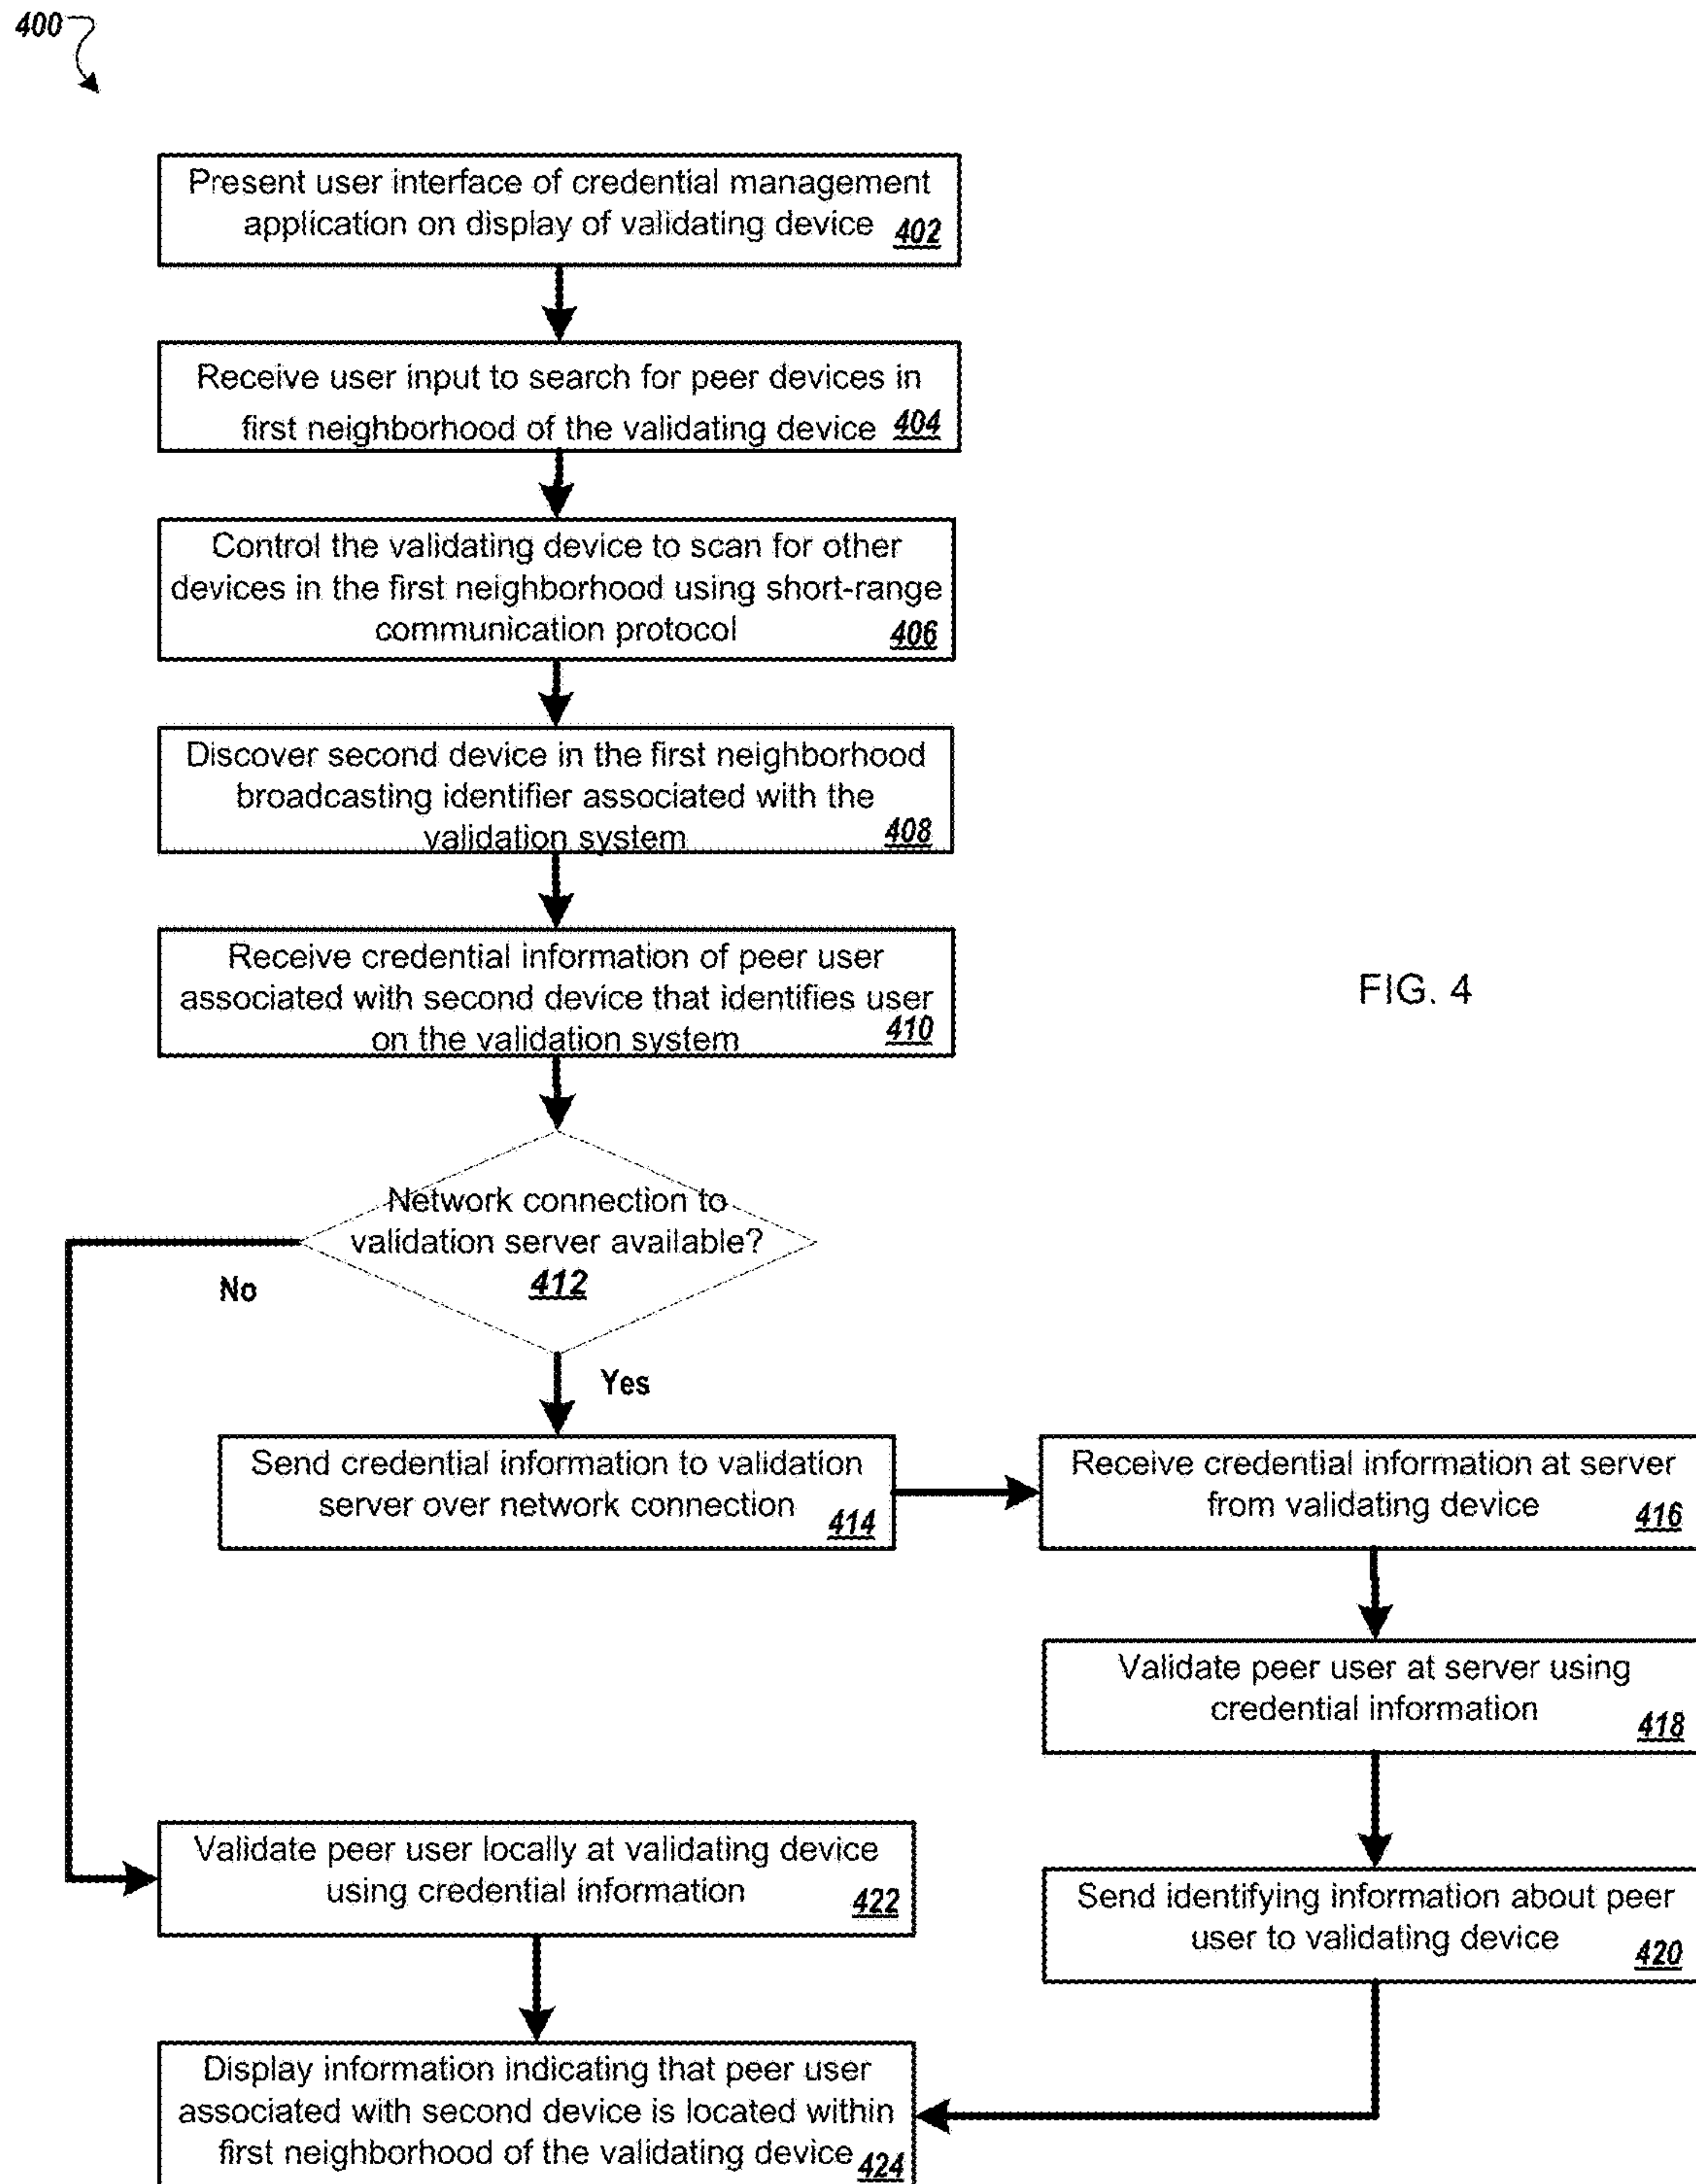 400
Present user interface of credential management
application on display of validating device 402
Receive user input to search for peer devices in
first neighborhood of the validating device 404
Control the validating device to scan for other
devices in the first neighborhood using short-range
communication protocol 406
Discover second device in the first neighborhood
broadcasting identifier associated with the
validation system 408
Receive credential information of peer user
associated with second device that identifies user
on the validation system 410
FIG. 4
Network connection to
validation server available?
412
No
Yes
Send credential information to validation
server over network connection 414
Receive credential information at server
from validating device 416
Validate peer user at server using
credential information 418
Validate peer user locally at validating device
using credential information 422
Send identifying information about peer
user to validating device 420
Display information indicating that peer user
associated with second device is located within
first neighborhood of the validating device 424